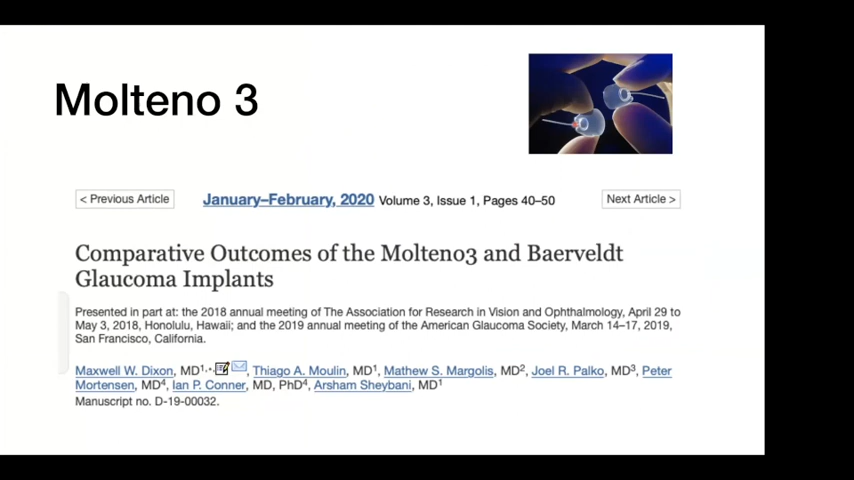 Molteno 3
< Previous Article
January–February, 2020 Volume 3, Issue 1, Pages 40–50
Next Article >
Comparative Outcomes of the Molteno3 and Baerveldt
Glaucoma Implants
Presented in part at: the 2018 annual meeting of The Association for Research in Vision and Ophthalmology, April 29 to
May 3, 2018, Honolulu, Hawaii; and the 2019 annual meeting of the American Glaucoma Society, March 14–17, 2019,
San Francisco, California.
Maxwell W. Dixon, MD1,∗, Thiago A. Moulin, MD1, Mathew S. Margolis, MD2, Joel R. Palko, MD3, Peter
Mortensen, MD4, Ian P. Conner, MD, PhD4, Arsham Sheybani, MD1
Manuscript no. D-19-00032.